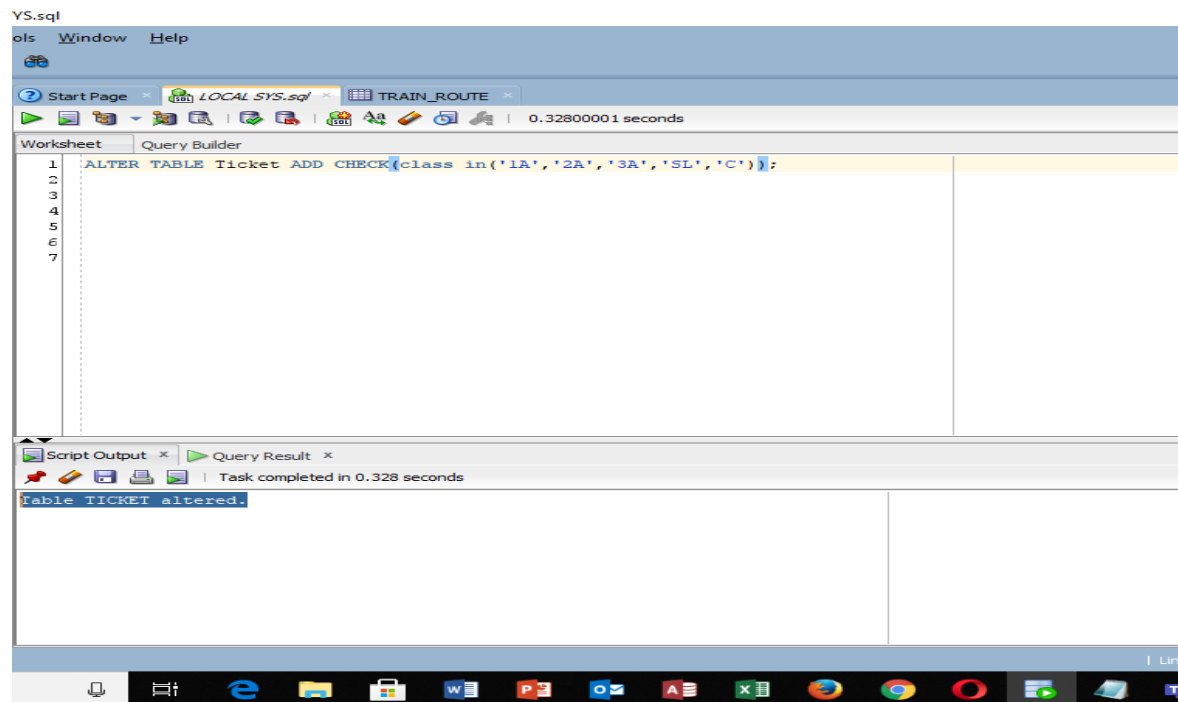 YS.sql
ols Window Help
Start Page LOCAL SYS.sql TRAIN_ROUTE
0.32800001 seconds
Worksheet Query Builder
1 ALTER TABLE Ticket ADD CHECK(class in('1A','2A','3A','SL','C'));
2
3
4
5
6
7
Script Output Query Result
Task completed in 0.328 seconds
Table TICKET altered.
Lin